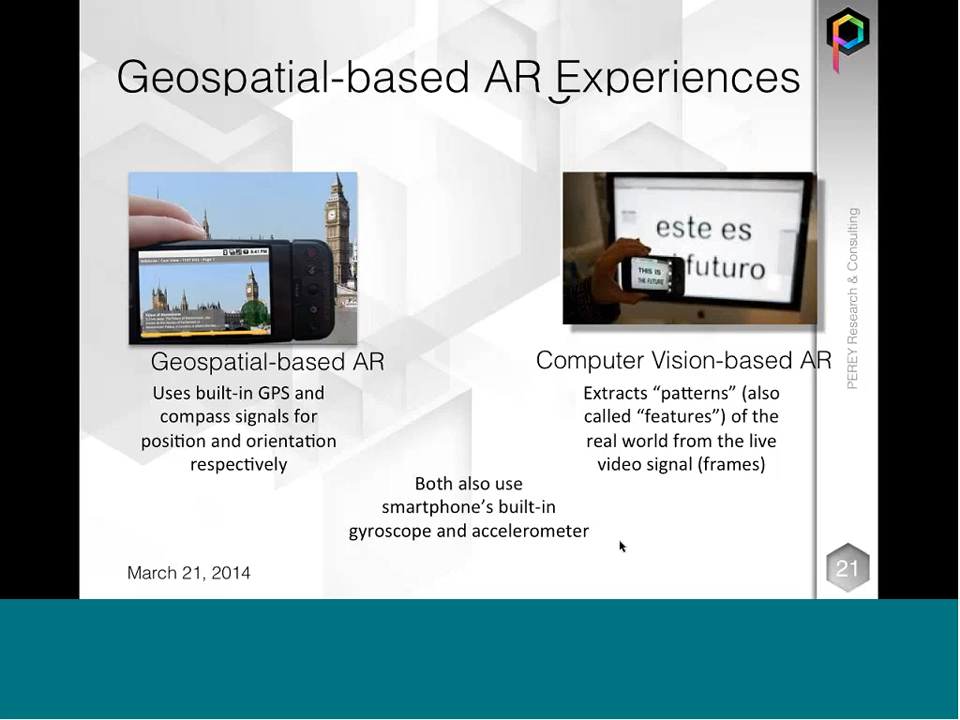 Geospatial-based AR Experiences
8:41 PM
este es
futuro
THIS IS
THE FUTURE
Geospatial-based AR
Uses built-in GPS and
compass signals for
position and orientation
respectively
Computer Vision-based AR
Extracts “patterns” (also
called “features”) of the
real world from the live
video signal (frames)
Both also use
smartphone’s built-in
gyroscope and accelerometer
March 21, 2014
PEREY Research & Consulting
21